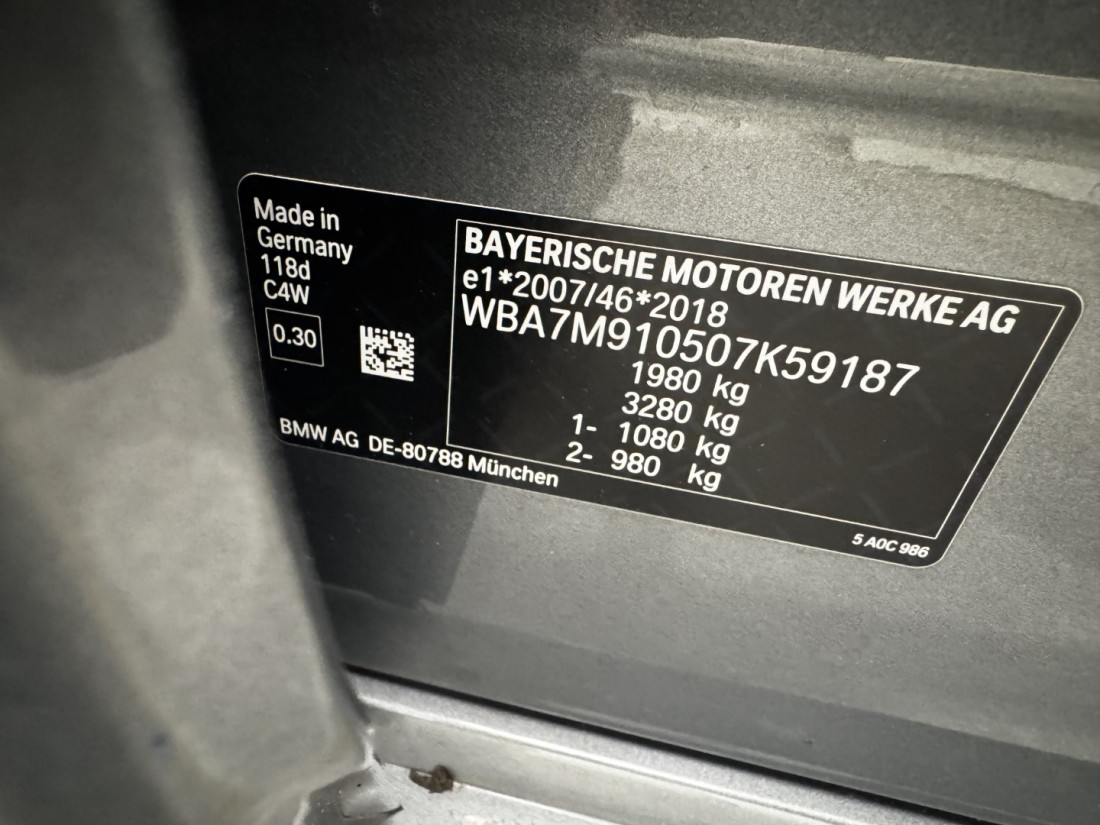 Made in
Germany
118d
C4W
0.30
BMW AG DE-80788 München
BAYERISCHE MOTOREN WERKE AG
e1*2007/46*2018
WBA7M910507K59187
1980 kg
3280 kg
1- 1080 kg
2- 980 kg
5 A0C 986